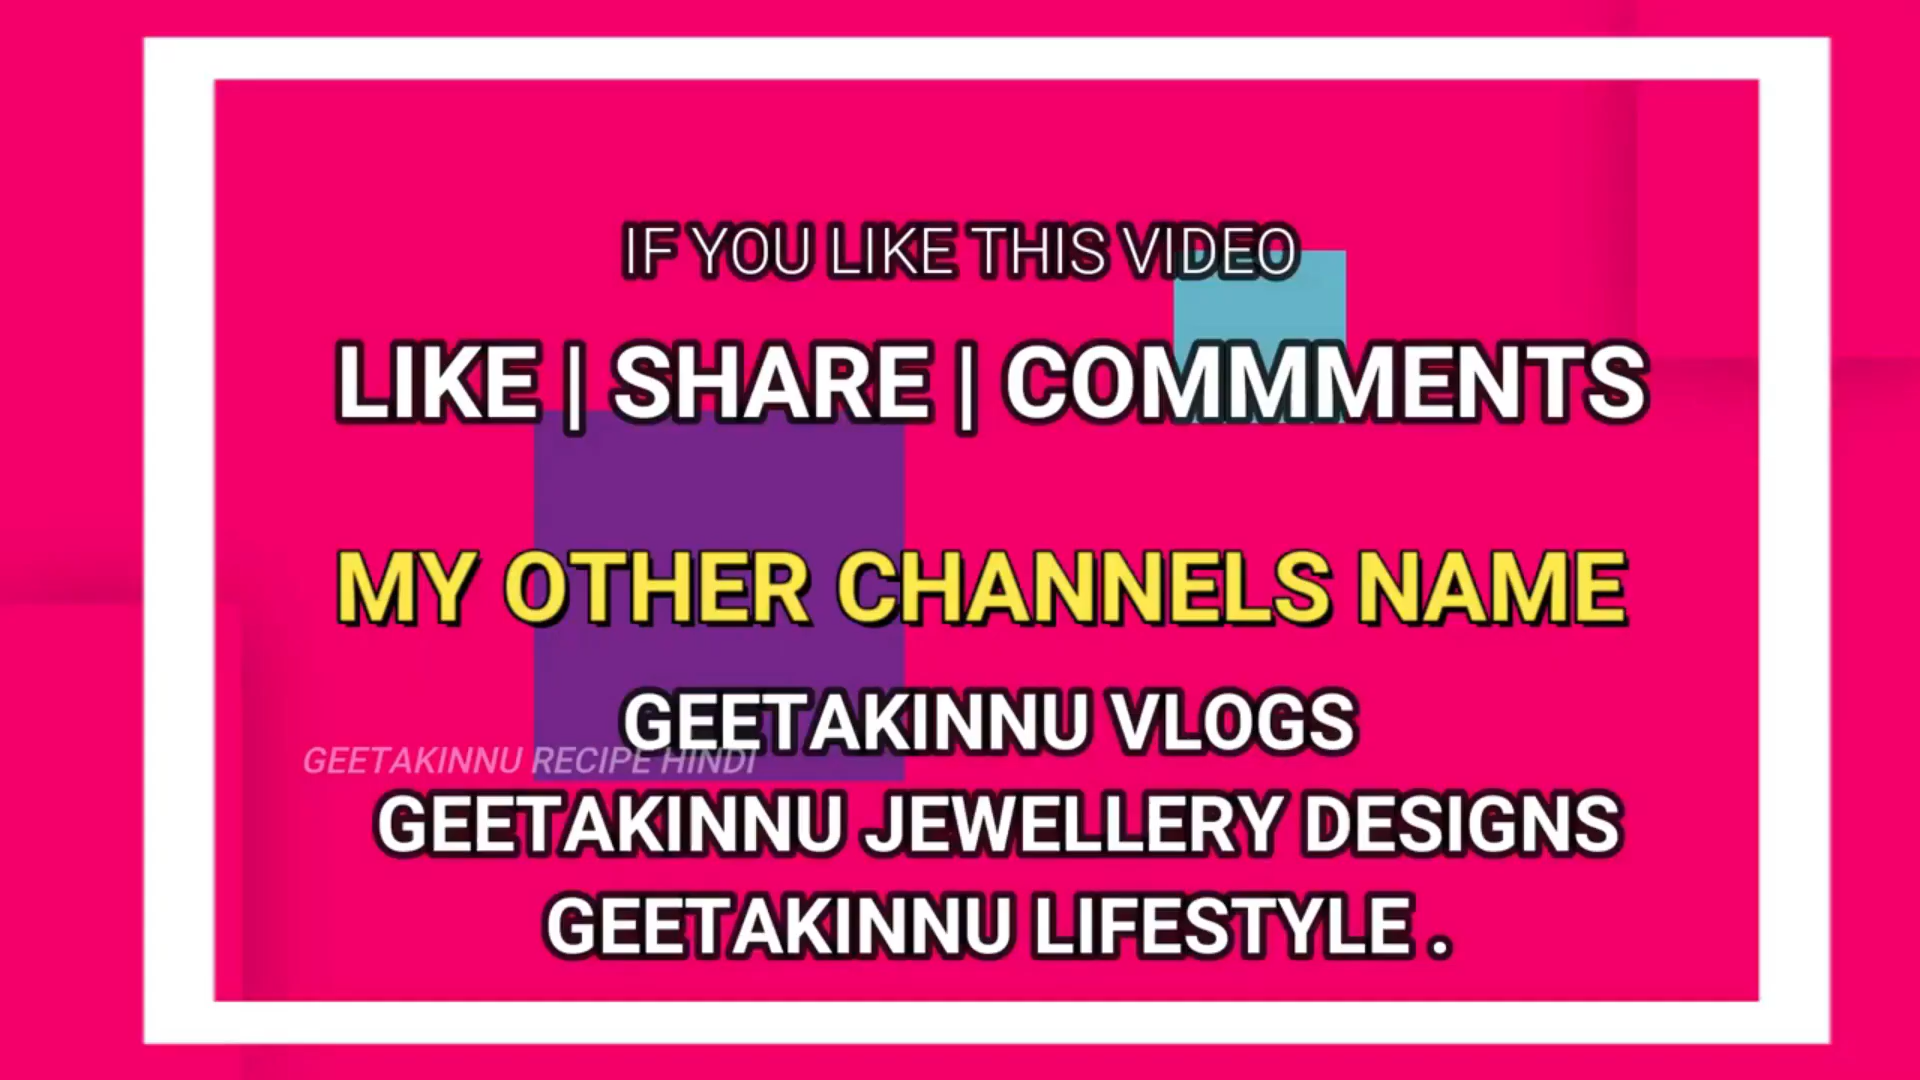 IF YOU LIKE THIS VIDEO
LIKE | SHARE | COMMMENTS
MY OTHER CHANNELS NAME
GEETAKINNU VLOGS
GEETAKINNU RECIPE HINDI
GEETAKINNU JEWELLERY DESIGNS
GEETAKINNU LIFESTYLE .